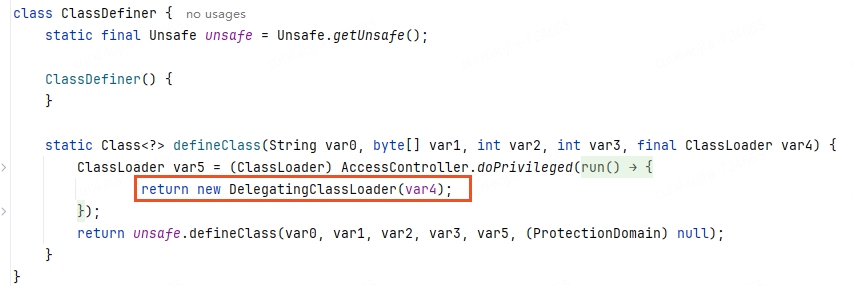 class ClassDefiner {  no usages
    static final Unsafe unsafe = Unsafe.getUnsafe();
    ClassDefiner() {
    }
    static Class<?> defineClass(String var0, byte[] var1, int var2, int var3, final ClassLoader var4) {
        ClassLoader var5 = (ClassLoader) AccessController.doPrivileged(run() → {
                return new DelegatingClassLoader(var4);
        });
        return unsafe.defineClass(var0, var1, var2, var3, var5, (ProtectionDomain) null);
    }
}